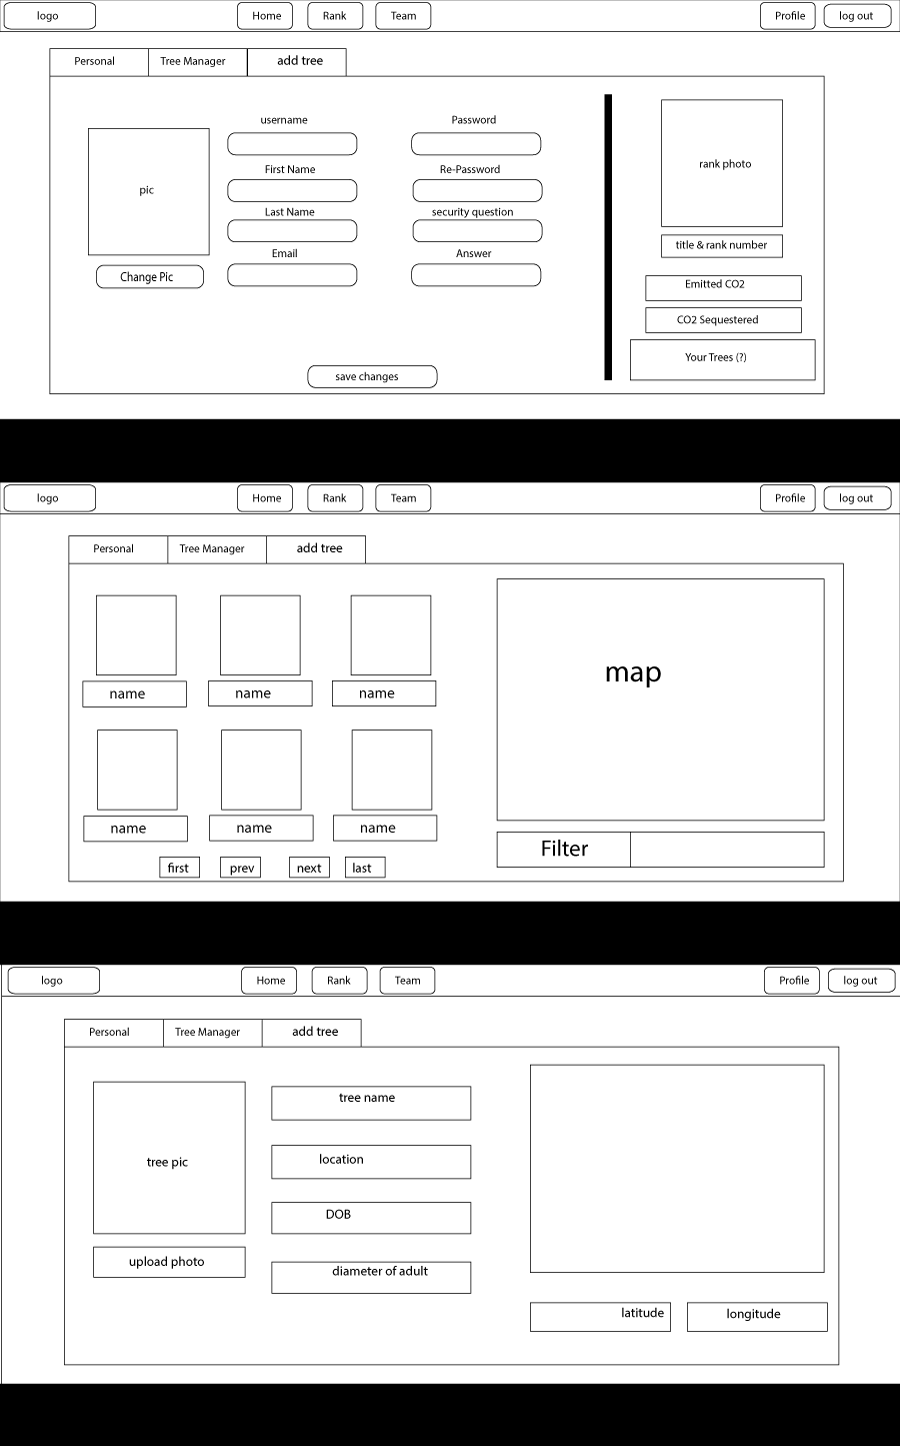 logo
Home
Rank
Team
Profile
log out
Personal
Tree Manager
add tree
username
Password
pic
First Name
Re-Password
Last Name
security question
Email
Answer
Change Pic
save changes
rank photo
title & rank number
Emitted CO2
CO2 Sequestered
Your Trees (?)
logo
Home
Rank
Team
Profile
log out
Personal
Tree Manager
add tree
name
name
name
name
name
name
first
prev
next
last
map
Filter
logo
Home
Rank
Team
Profile
log out
Personal
Tree Manager
add tree
tree pic
upload photo
tree name
location
DOB
diameter of adult
latitude
longitude